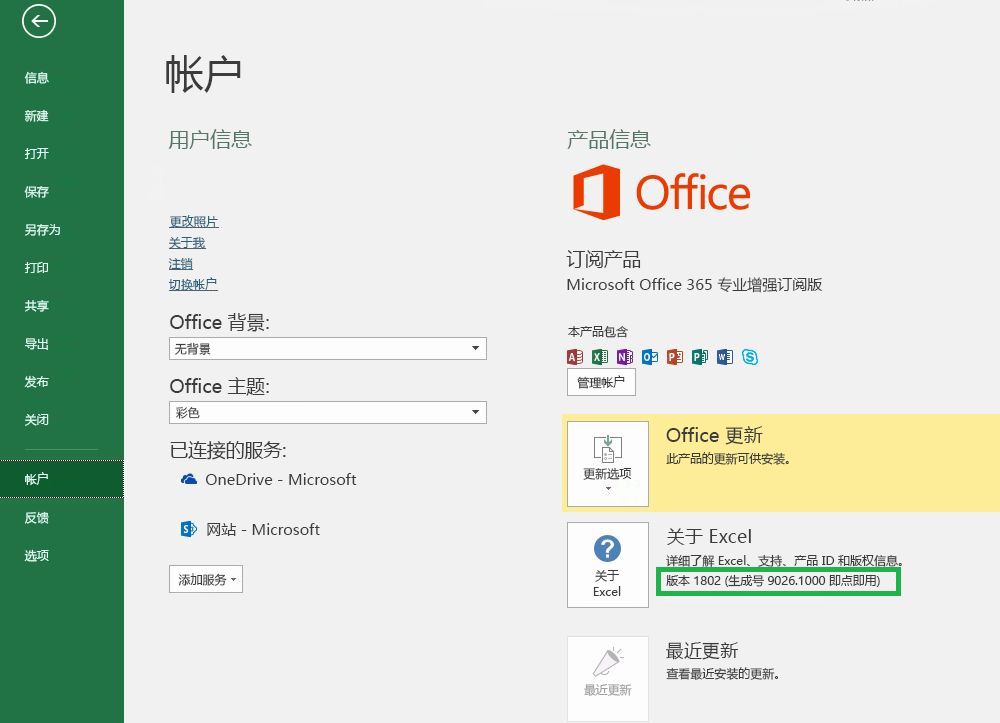 信息
新建
打开
保存
另存为
打印
共享
导出
发布
关闭
帐户
反馈
选项
帐户
用户信息
更改照片
关于我
注销
切换帐户
Office 背景:
无背景
Office 主题:
彩色
已连接的服务:
OneDrive - Microsoft
网站 - Microsoft
添加服务
产品信息
Office
订阅产品
Microsoft Office 365 专业增强订阅版
本产品包含
管理帐户
更新选项
Office 更新
此产品的更新可供安装。
关于
Excel
关于 Excel
详细了解 Excel、支持、产品 ID 和版权信息。
版本 1802 (生成号 9026.1000 即点即用)
最近更新
最近更新
查看最近安装的更新。